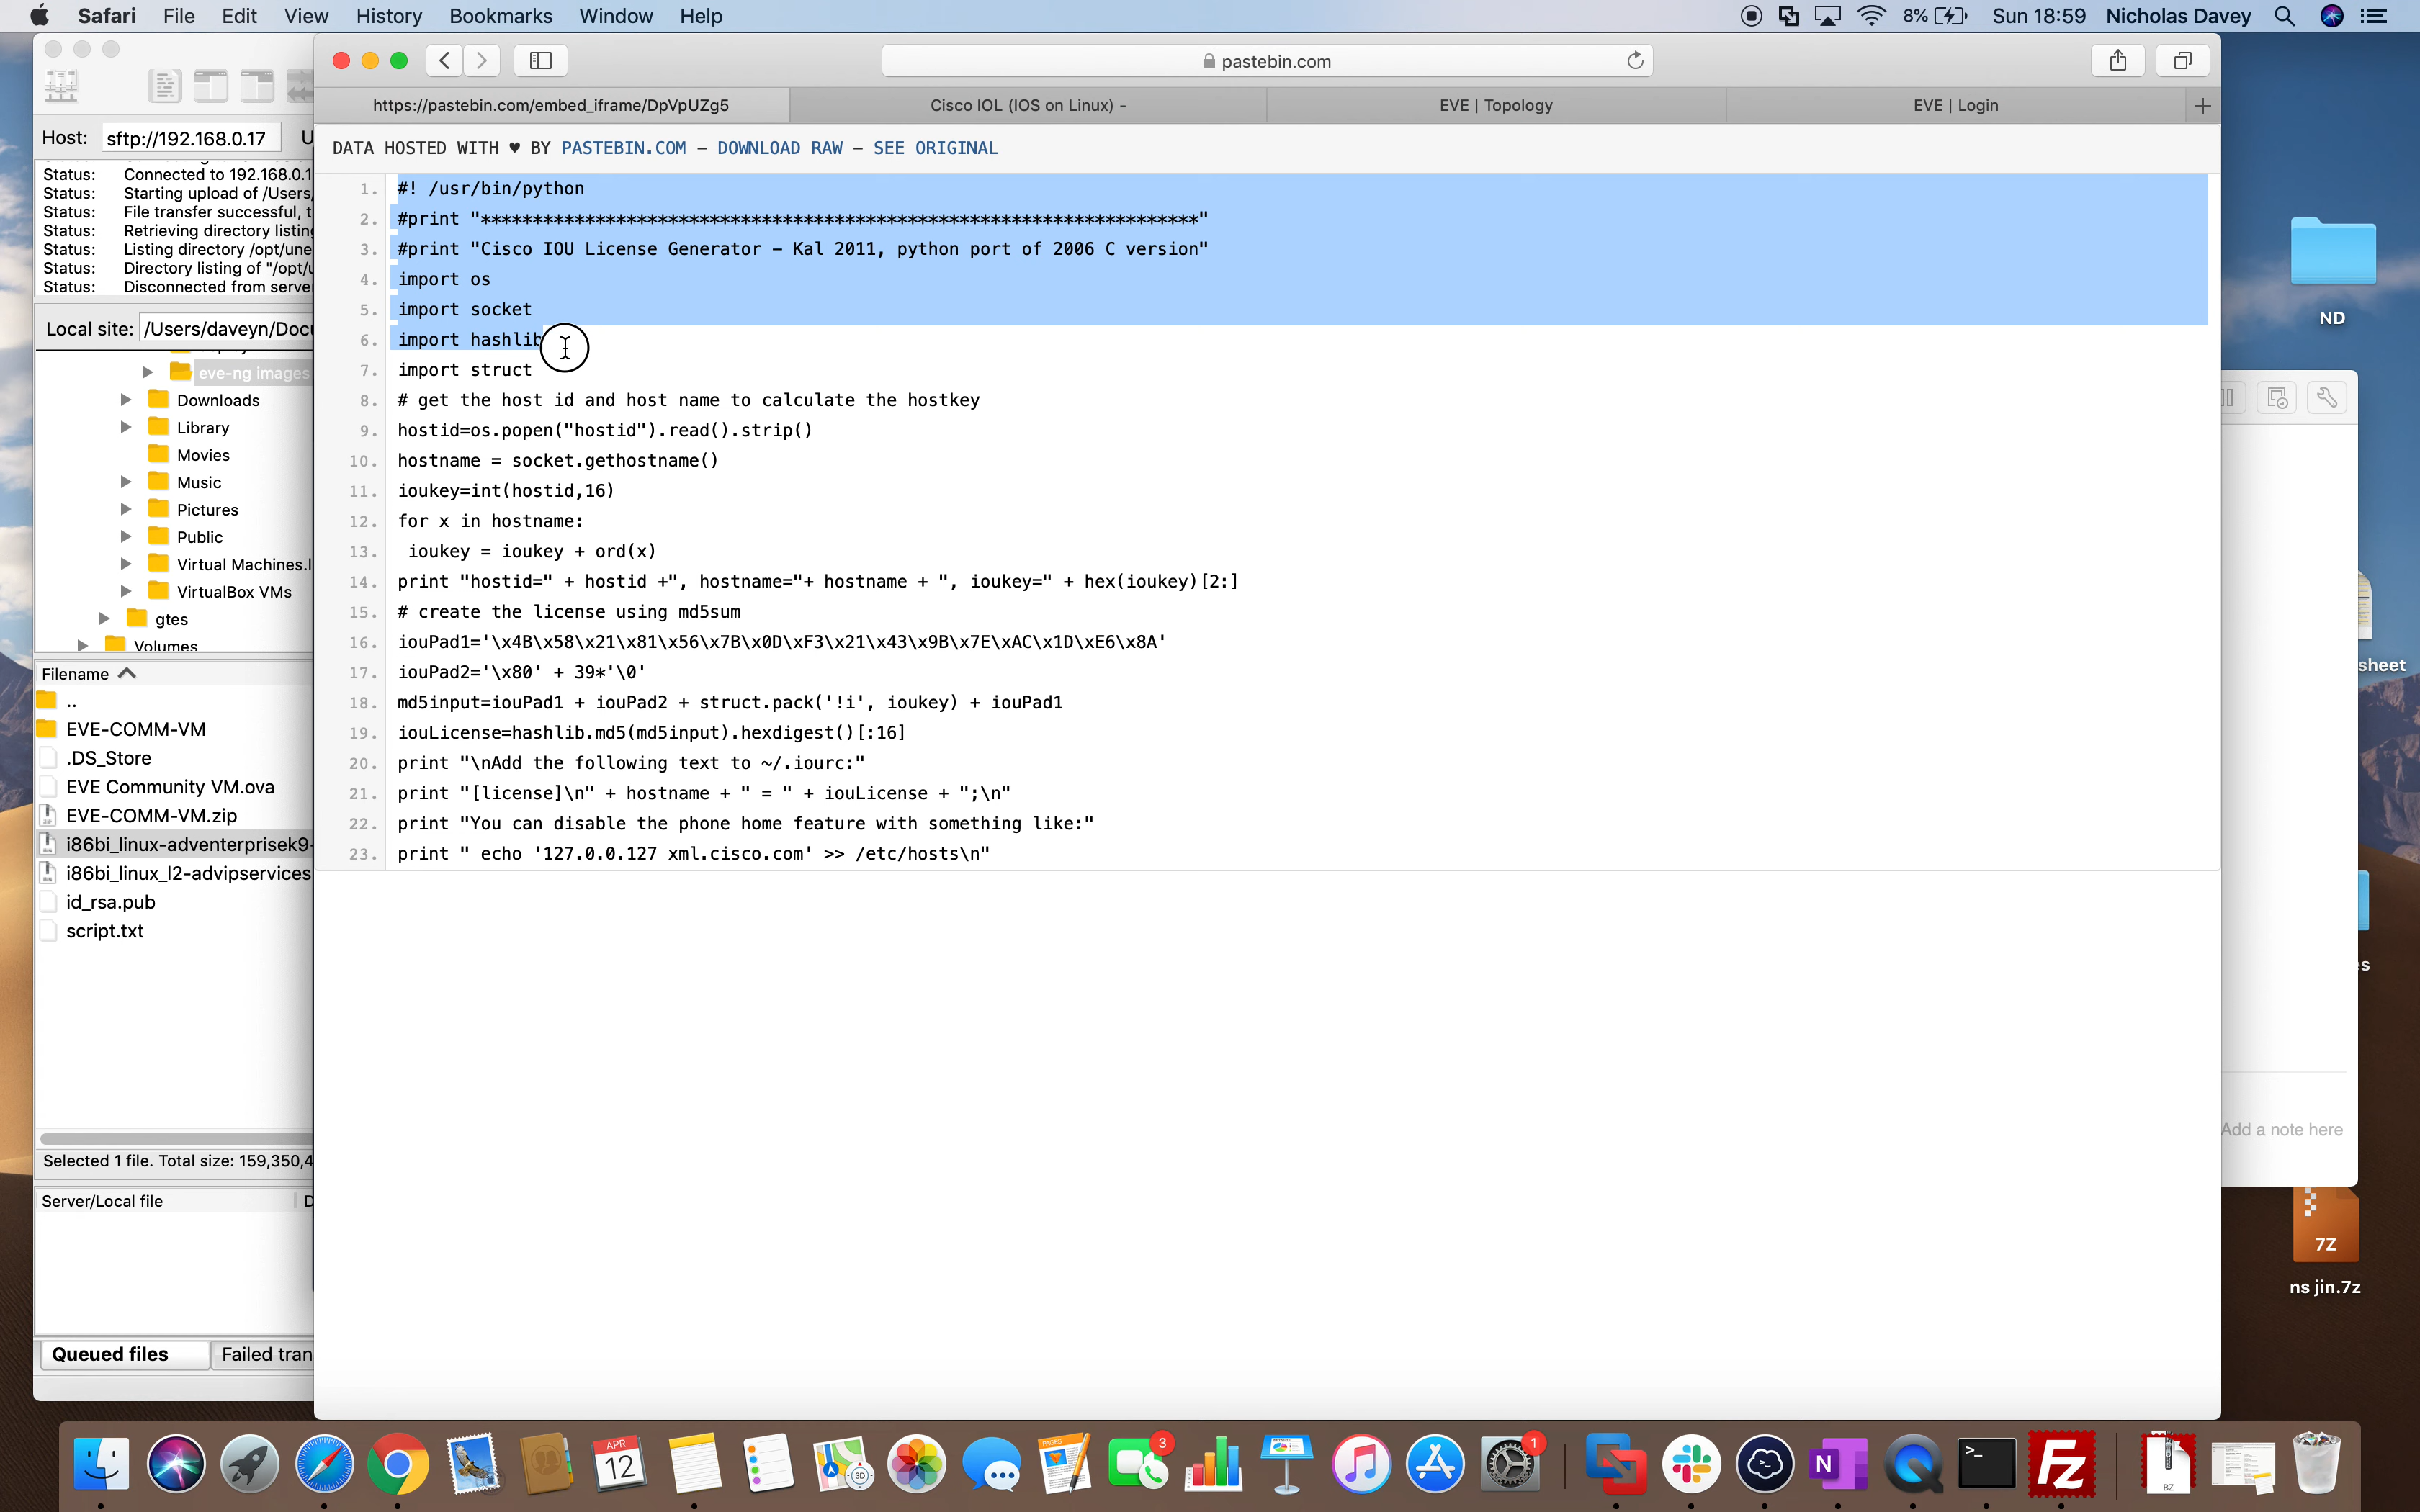 Safari File Edit View History Bookmarks Window Help
8% Sun 18:59 Nicholas Davey
pastebin.com
https://pastebin.com/embed_iframe/DpVpUZg5
Cisco IOL (IOS on Linux) -
EVE | Topology
EVE | Login
DATA HOSTED WITH ♥ BY PASTEBIN.COM - DOWNLOAD RAW - SEE ORIGINAL
1. #! /usr/bin/python
2. #print "*********************************************************************"
3. #print "Cisco IOU License Generator - Kal 2011, python port of 2006 C version"
4. import os
5. import socket
6. import hashlib
7. import struct
8. # get the host id and host name to calculate the hostkey
9. hostid=os.popen("hostid").read().strip()
10. hostname = socket.gethostname()
11. ioukey=int(hostid,16)
12. for x in hostname:
13.  ioukey = ioukey + ord(x)
14. print "hostid=" + hostid +", hostname="+ hostname + ", ioukey=" + hex(ioukey)[2:]
15. # create the license using md5sum
16. iouPad1='\x4B\x58\x21\x81\x56\x7B\x0D\xF3\x21\x43\x9B\x7E\xAC\x1D\xE6\x8A'
17. iouPad2='\x80' + 39*'\0'
18. md5input=iouPad1 + iouPad2 + struct.pack('!i', ioukey) + iouPad1
19. iouLicense=hashlib.md5(md5input).hexdigest()[:16]
20. print "\nAdd the following text to ~/.iourc:"
21. print "[license]\n" + hostname + " = " + iouLicense + ";\n"
22. print "You can disable the phone home feature with something like:"
23. print " echo '127.0.0.127 xml.cisco.com' >> /etc/hosts\n"
Host: sftp://192.168.0.17 U
Status: Connected to 192.168.0.1
Status: Starting upload of /Users
Status: File transfer successful, t
Status: Retrieving directory listin
Status: Listing directory /opt/une
Status: Directory listing of "/opt/u
Status: Disconnected from serve
Local site: /Users/daveyn/Docu
eve-ng images
Downloads
Library
Movies
Music
Pictures
Public
Virtual Machines.l
VirtualBox VMs
gtes
Volumes
Filename
..
EVE-COMM-VM
.DS_Store
EVE Community VM.ova
EVE-COMM-VM.zip
i86bi_linux-adventerprisek9-
i86bi_linux_l2-advipservices
id_rsa.pub
script.txt
Selected 1 file. Total size: 159,350,4
Server/Local file D
Queued files Failed tran
ND
sheet
s
Add a note here
7Z
ns jin.7z
APR
12
3D
PAGES
3
1
N
>_
Fz
BZ